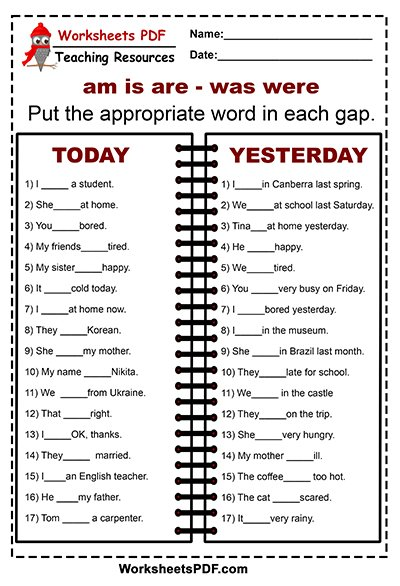 Worksheets PDF
Teaching Resources
Name:____________________
Date:____________________
am is are - was were
Put the appropriate word in each gap.
TODAY
1) I _____ a student.
2) She_____at home.
3) You_____bored.
4) My friends_____tired.
5) My sister_____happy.
6) It _____cold today.
7) I _____at home now.
8) They _____Korean.
9) She _____my mother.
10) My name _____Nikita.
11) We _____from Ukraine.
12) That _____right.
13) I_____OK, thanks.
14) They_____ married.
15) I____an English teacher.
16) He ____my father.
17) Tom _____ a carpenter.
YESTERDAY
1) I_____in Canberra last spring.
2) We_____at school last Saturday.
3) Tina___at home yesterday.
4) He _____happy.
5) We_____tired.
6) You _____very busy on Friday.
7) I _____bored yesterday.
8) I_____in the museum.
9) She _____in Brazil last month.
10) They_____late for school.
11) We_____ in the castle
12) They_____on the trip.
13) She_____very hungry.
14) My mother _____ill.
15) The coffee_____ too hot.
16) The cat _____scared.
17) It_____very rainy.
WorksheetsPDF.com